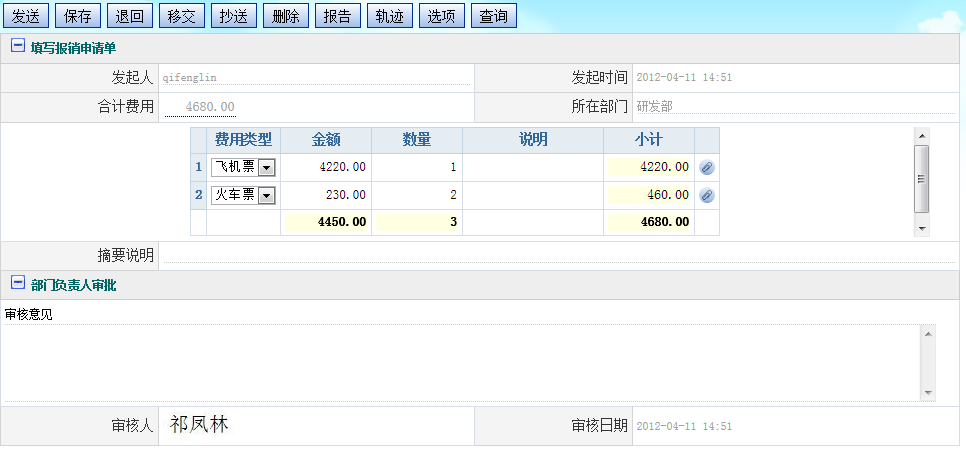 发送 保存 退回 移交 抄送 删除 报告 轨迹 选项 查询
填写报销申请单
发起人 qifenglin 发起时间 2012-04-11 14:51
合计费用 4680.00 所在部门 研发部
费用类型 金额 数量 说明 小计
1 飞机票 4220.00 1 4220.00
2 火车票 230.00 2 460.00
4450.00 3 4680.00
摘要说明
部门负责人审批
审核意见
审核人 祁凤林 审核日期 2012-04-11 14:51